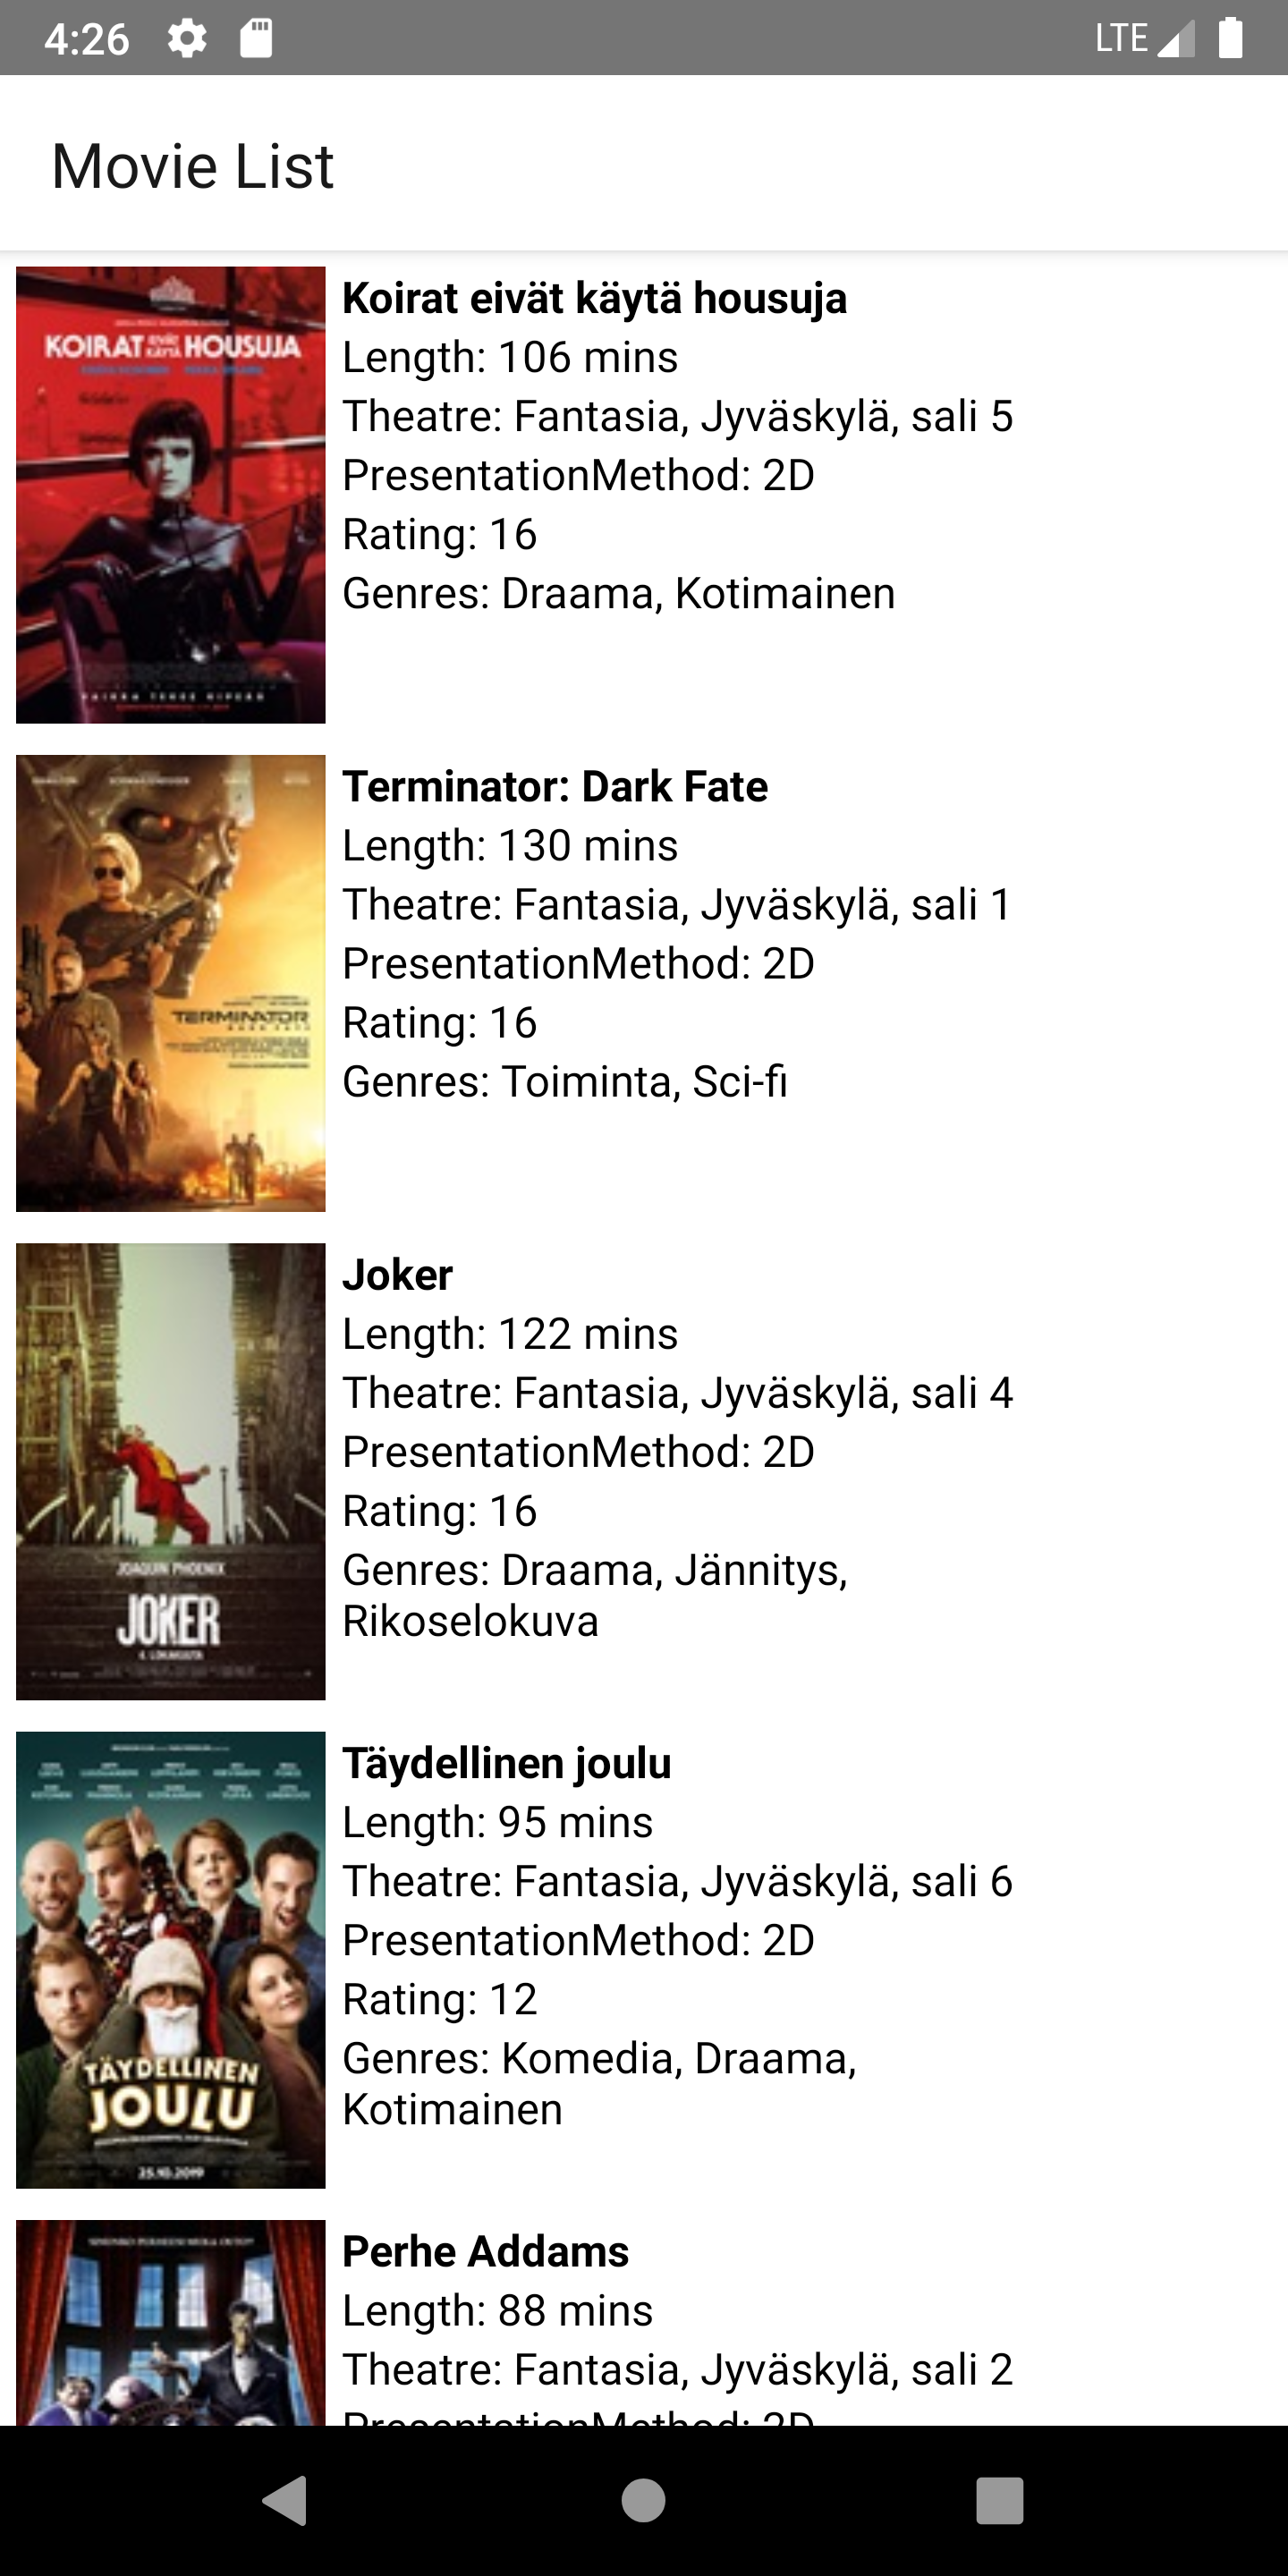 4:26
LTE
Movie List
KOIRAT EIVÄT KÄYTÄ HOUSUJA
Koirat eivät käytä housuja
Length: 106 mins
Theatre: Fantasia, Jyväskylä, sali 5
PresentationMethod: 2D
Rating: 16
Genres: Draama, Kotimainen
TERMINATOR
Terminator: Dark Fate
Length: 130 mins
Theatre: Fantasia, Jyväskylä, sali 1
PresentationMethod: 2D
Rating: 16
Genres: Toiminta, Sci-fi
JOAQUIN PHOENIX
JOKER
4. LOKAKUUTA
Joker
Length: 122 mins
Theatre: Fantasia, Jyväskylä, sali 4
PresentationMethod: 2D
Rating: 16
Genres: Draama, Jännitys,
Rikoselokuva
TÄYDELLINEN
JOULU
25.10.2019
Täydellinen joulu
Length: 95 mins
Theatre: Fantasia, Jyväskylä, sali 6
PresentationMethod: 2D
Rating: 12
Genres: Komedia, Draama,
Kotimainen
Perhe Addams
Length: 88 mins
Theatre: Fantasia, Jyväskylä, sali 2
PresentationMethod: 2D